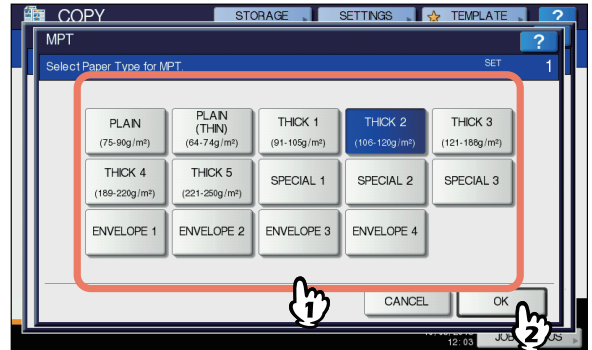 COPY
STORAGE
SETTINGS
TEMPLATE
?
MPT
?
Select Paper Type for MPT.
SET
1
PLAIN
(75-90g/m²)
PLAIN
(THIN)
(64-74g/m²)
THICK 1
(91-105g/m²)
THICK 2
(106-120g/m²)
THICK 3
(121-188g/m²)
THICK 4
(189-220g/m²)
THICK 5
(221-250g/m²)
SPECIAL 1
SPECIAL 2
SPECIAL 3
ENVELOPE 1
ENVELOPE 2
ENVELOPE 3
ENVELOPE 4
1
CANCEL
OK
2
12:03